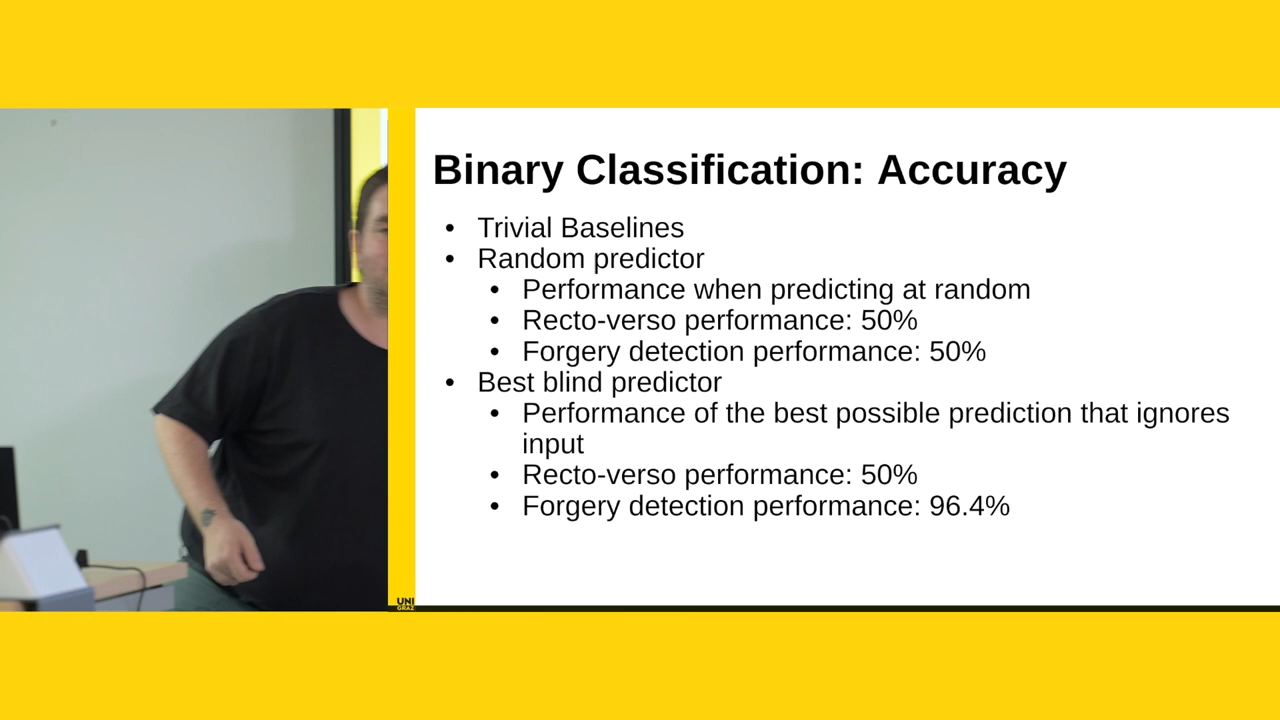 Binary Classification: Accuracy
• Trivial Baselines
• Random predictor
• Performance when predicting at random
• Recto-verso performance: 50%
• Forgery detection performance: 50%
• Best blind predictor
• Performance of the best possible prediction that ignores
input
• Recto-verso performance: 50%
• Forgery detection performance: 96.4%
UNI
GRAZ